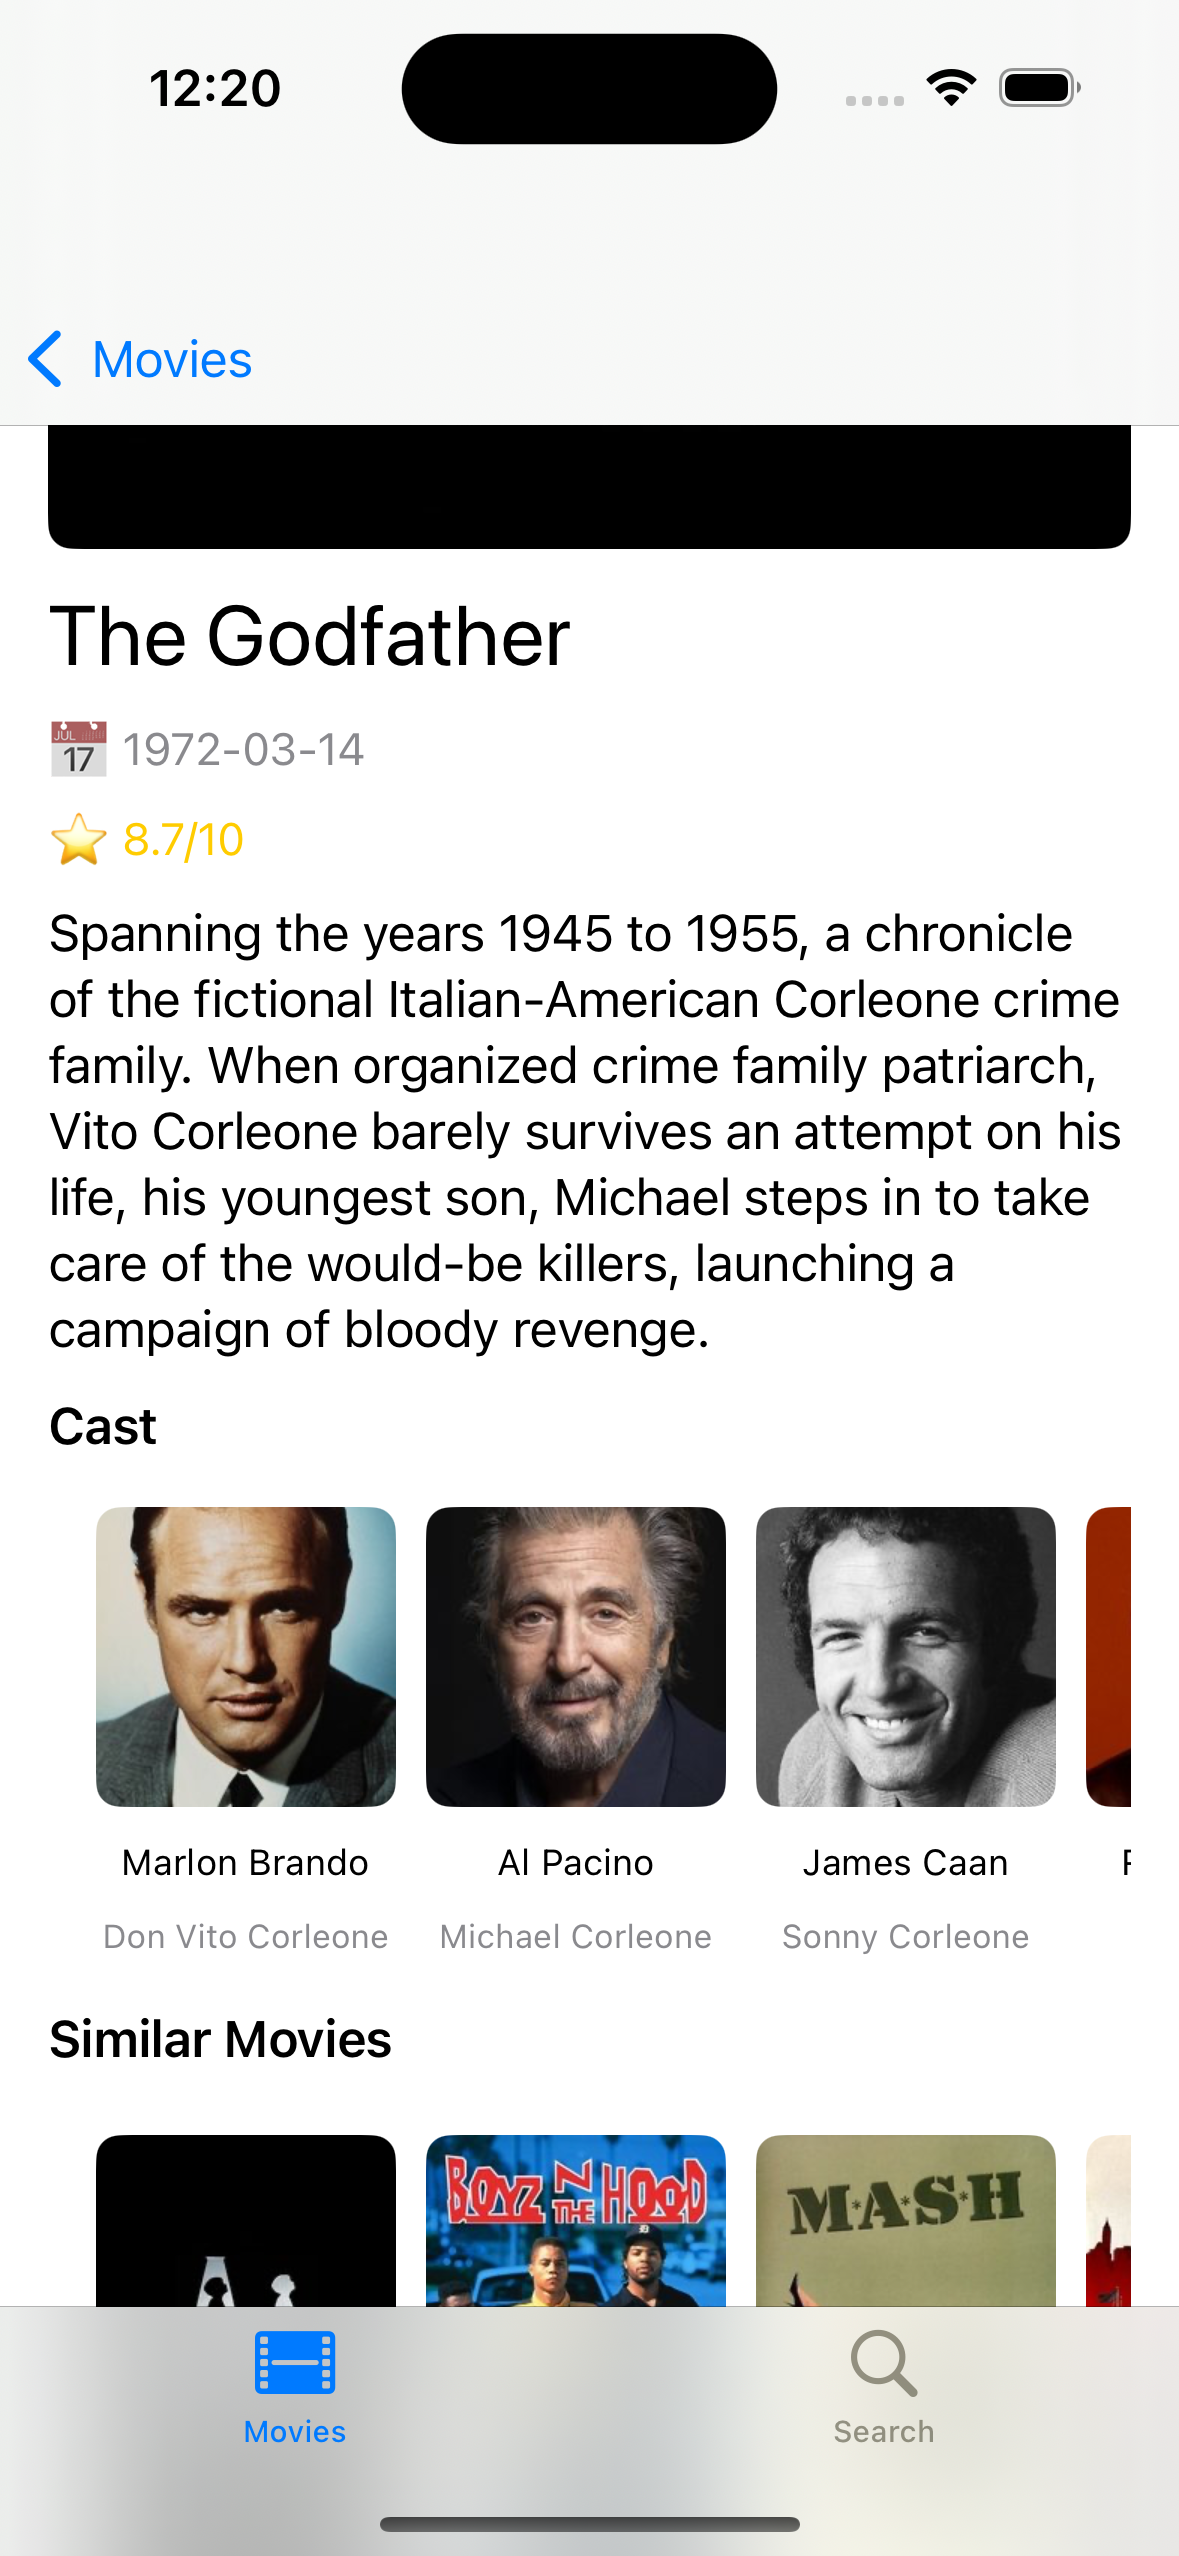 12:20
Movies
The Godfather
JUL
17
1972-03-14
8.7/10
Spanning the years 1945 to 1955, a chronicle
of the fictional Italian-American Corleone crime
family. When organized crime family patriarch,
Vito Corleone barely survives an attempt on his
life, his youngest son, Michael steps in to take
care of the would-be killers, launching a
campaign of bloody revenge.
Cast
Marlon Brando
Al Pacino
James Caan
Don Vito Corleone
Michael Corleone
Sonny Corleone
Similar Movies
BOYZ N THE HOOD
M*A*S*H
Movies
Search